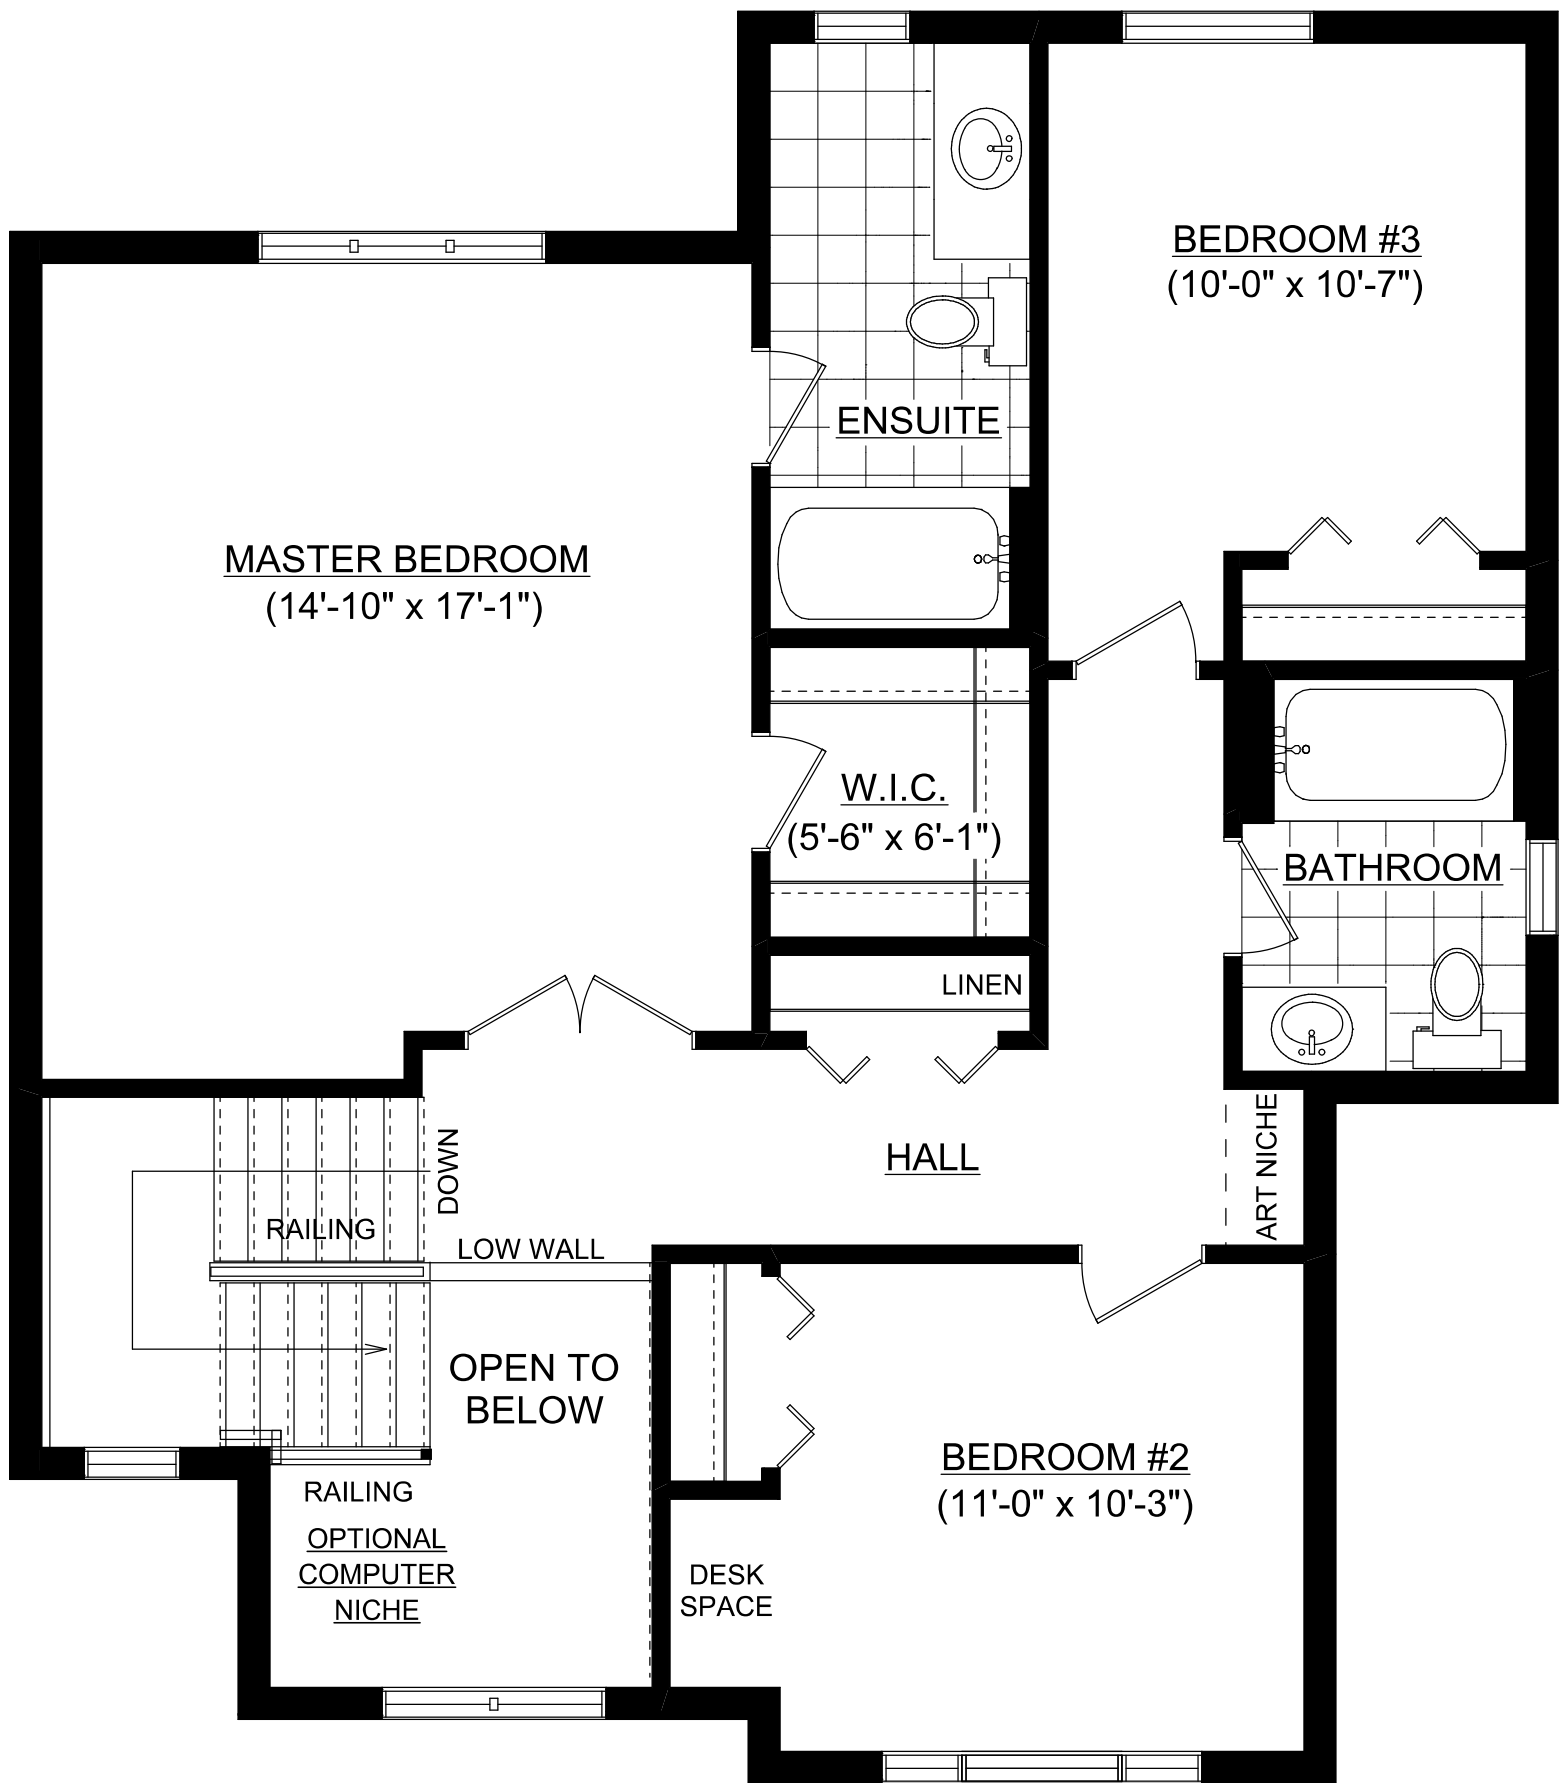 BEDROOM #3
(10'-0" x 10'-7")
ENSUITE
MASTER BEDROOM
(14'-10" x 17'-1")
W.I.C.
(5'-6" x 6'-1")
BATHROOM
LINEN
HALL
ART NICHE
DOWN
RAILING
LOW WALL
OPEN TO
BELOW
BEDROOM #2
(11'-0" x 10'-3")
RAILING
OPTIONAL
COMPUTER
NICHE
DESK
SPACE